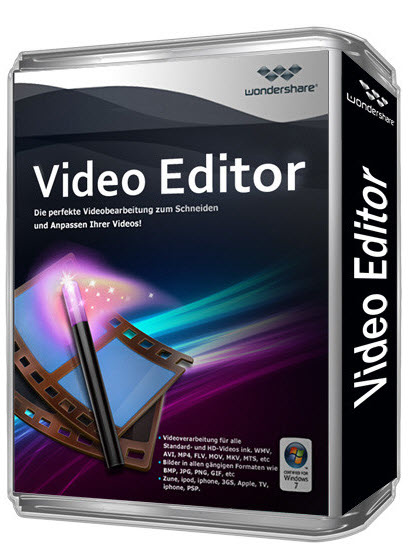 wondershare®
Video Editor
Die perfekte Videobearbeitung zum Schneiden
und Anpassen Ihrer Videos!
• Videoverarbeitung für alle
Standard- und HD-Videos ink, WMV,
AVI, MP4, FLV, MOV, MKV, MTS, etc
• Bilder in allen gängigen Formaten wie
BMP, JPG, PNG, GIF, etc
• Zune, ipod, iphone, 3GS, Apple, TV,
iphone, PSP.
Windows
7
wondershare®
Video Editor